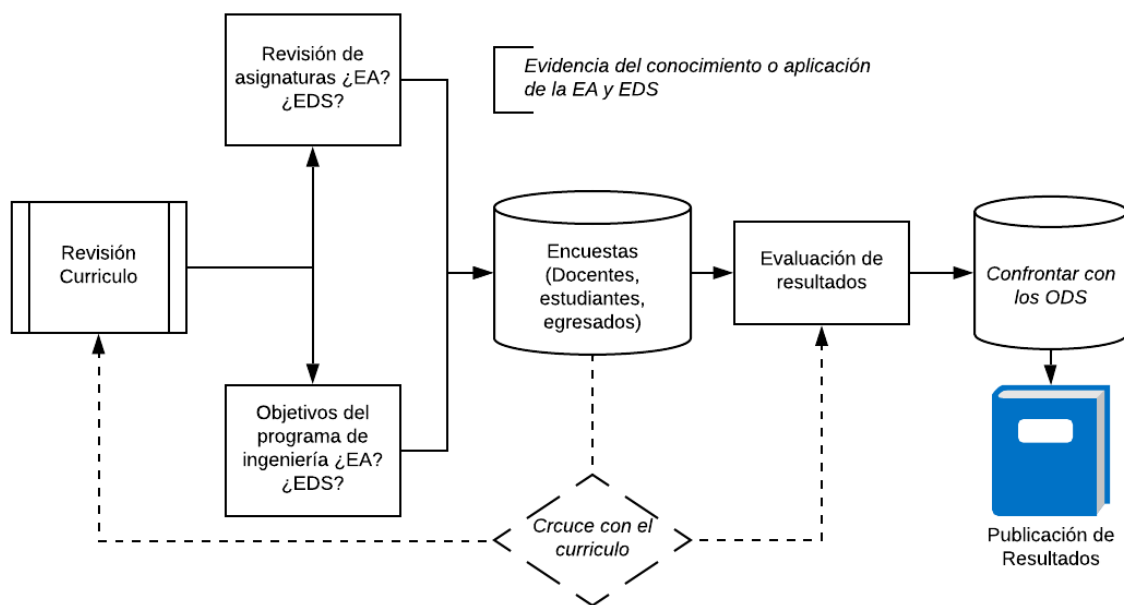 Revisión de
asignaturas ¿EA?
¿EDS?
Evidencia del conocimiento o aplicación
de la EA y EDS
Revisión
Curriculo
Encuestas
(Docentes,
estudiantes,
egresados)
Evaluación de
resultados
Confrontar con
los ODS
Objetivos del
programa de
ingeniería ¿EA?
¿EDS?
Crcuce con el
curriculo
Publicación de
Resultados